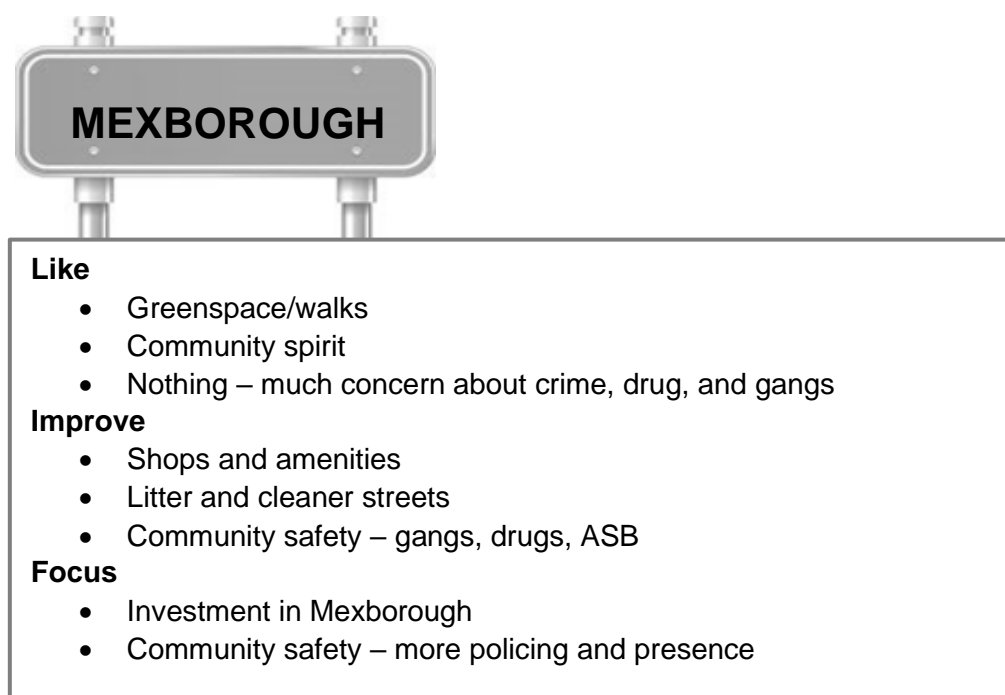 MEXBOROUGH
Like
• Greenspace/walks
• Community spirit
• Nothing – much concern about crime, drug, and gangs
Improve
• Shops and amenities
• Litter and cleaner streets
• Community safety – gangs, drugs, ASB
Focus
• Investment in Mexborough
• Community safety – more policing and presence